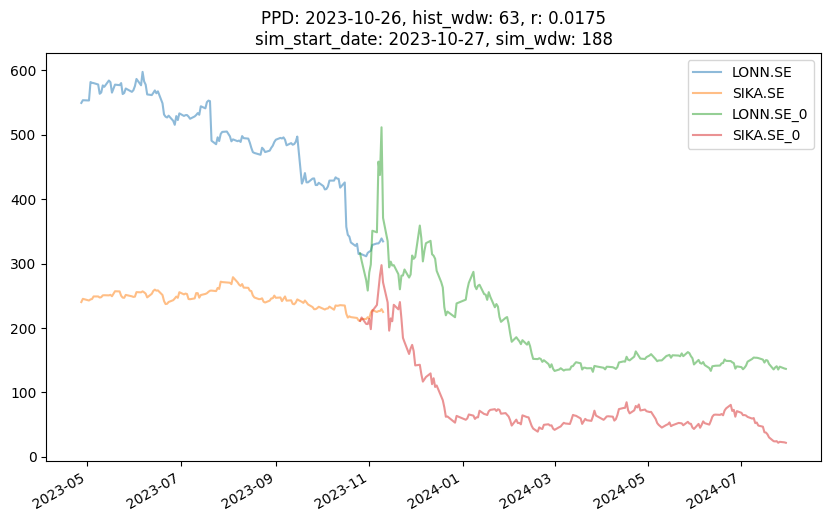 PPD: 2023-10-26, hist_wdw: 63, r: 0.0175
sim_start_date: 2023-10-27, sim_wdw: 188
LONN.SE
SIKA.SE
LONN.SE_0
SIKA.SE_0
600
500
400
300
200
100
0
2023-05
2023-07
2023-09
2023-11
2024-01
2024-03
2024-05
2024-07